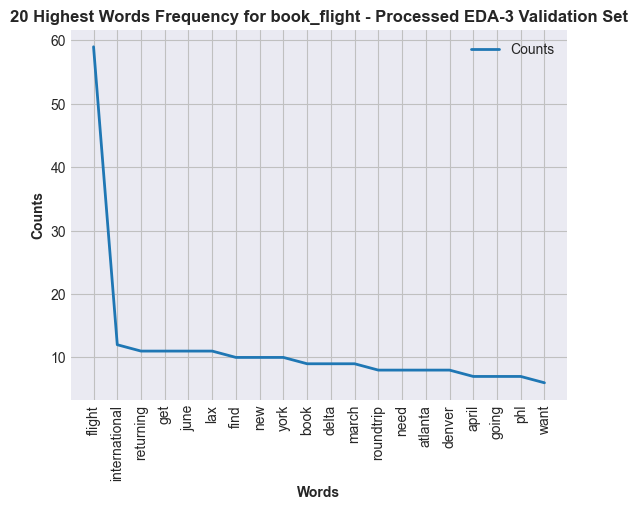 20 Highest Words Frequency for book_flight - Processed EDA-3 Validation Set
Counts
60
50
40
30
20
10
Counts
flight
international
returning
get
june
lax
find
new
york
book
delta
march
roundtrip
need
atlanta
denver
april
going
phl
want
Words